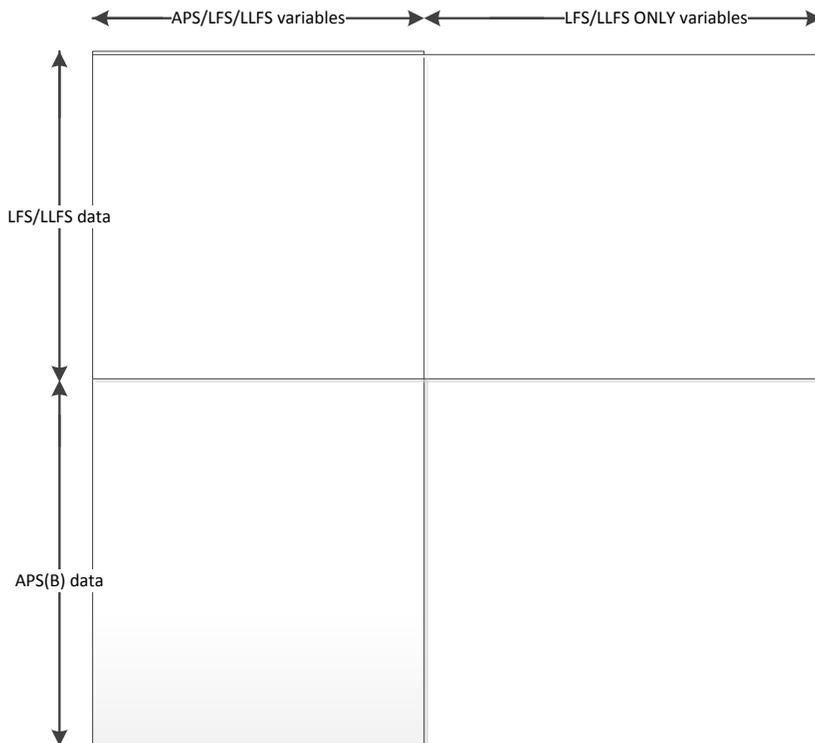 APS/LFS/LLFS variables
LFS/LLFS ONLY variables
LFS/LLFS data
APS(B) data